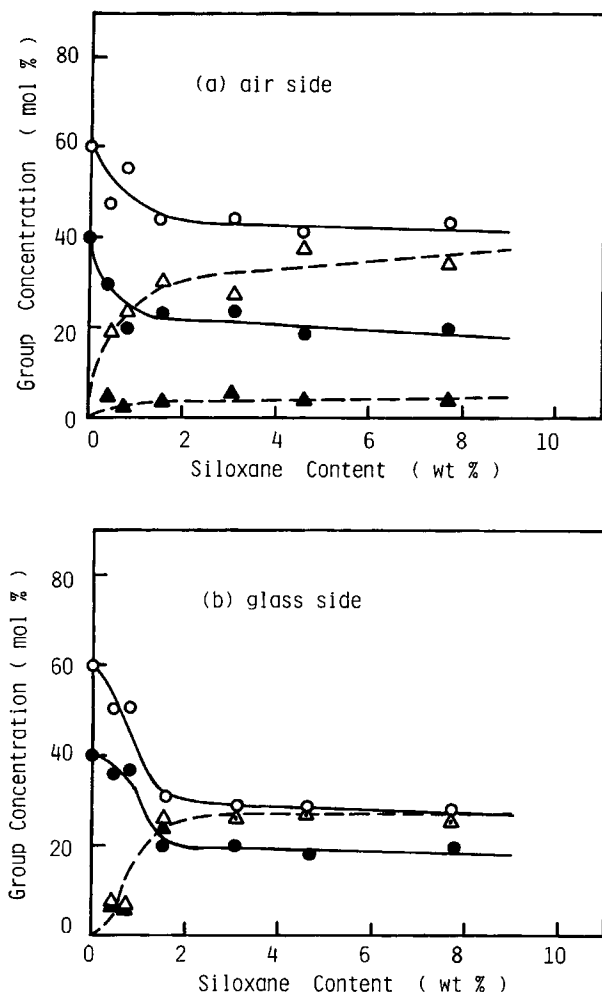 (a) air side
Group Concentration ( mol % )
80
60
40
20
0
0 2 4 6 8 10
Siloxane Content ( wt % )
(b) glass side
Group Concentration ( mol % )
80
60
40
20
0
0 2 4 6 8 10
Siloxane Content ( wt % )